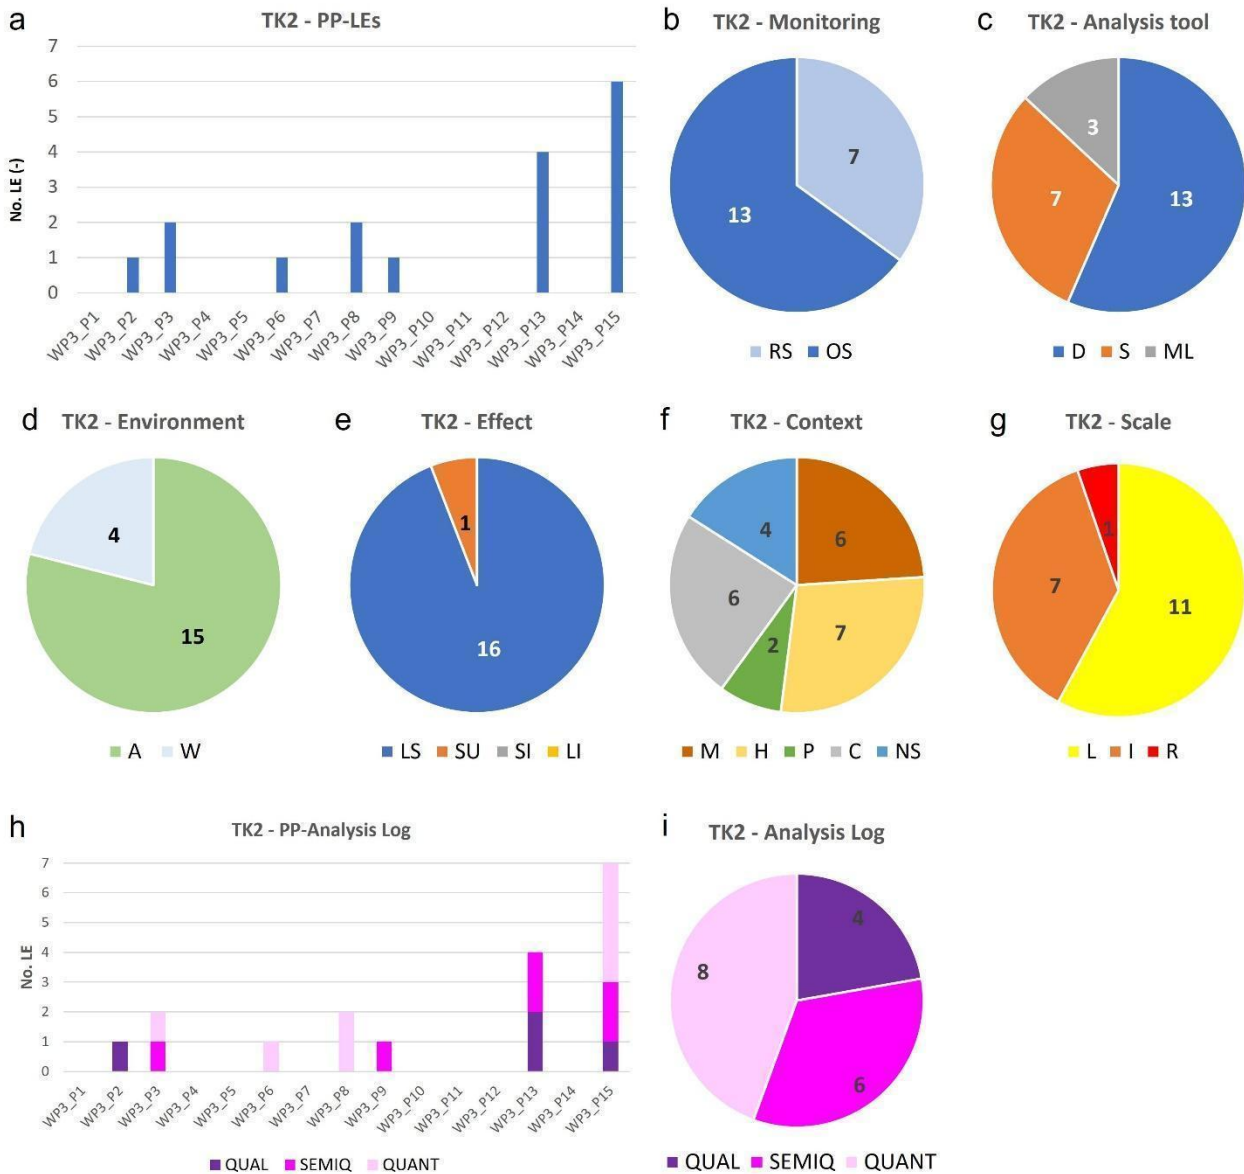 a
TK2 - PP-LEs
7
6
5
4
3
2
1
0
No. LE (-)
WP3_P1
WP3_P2
WP3_P3
WP3_P4
WP3_P5
WP3_P6
WP3_P7
WP3_P8
WP3_P9
WP3_P10
WP3_P11
WP3_P12
WP3_P13
WP3_P14
WP3_P15
b
TK2 - Monitoring
7
13
RS OS
c
TK2 - Analysis tool
3
7
13
D S ML
d
TK2 - Environment
4
15
A W
e
TK2 - Effect
1
16
LS SU SI LI
f
TK2 - Context
4
6
6
7
2
M H P C NS
g
TK2 - Scale
1
7
11
L I R
h
TK2 - PP-Analysis Log
7
6
5
4
3
2
1
0
No. LE
WP3_P1
WP3_P2
WP3_P3
WP3_P4
WP3_P5
WP3_P6
WP3_P7
WP3_P8
WP3_P9
WP3_P10
WP3_P11
WP3_P12
WP3_P13
WP3_P14
WP3_P15
QUAL SEMIQ QUANT
i
TK2 - Analysis Log
4
8
6
QUAL SEMIQ QUANT